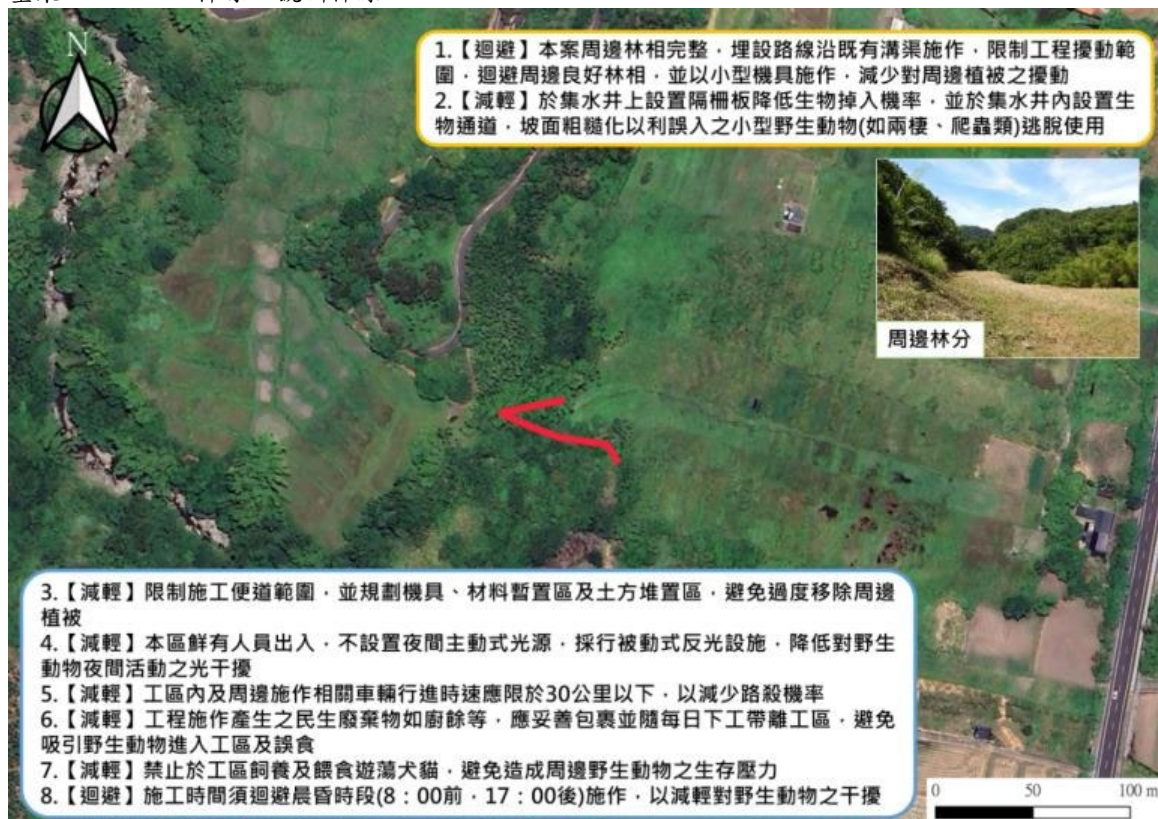 N
1.【迴避】本案周邊林相完整，埋設路線沿既有溝渠施作，限制工程擾動範
圍，迴避周邊良好林相，並以小型機具施作，減少對周邊植被之擾動
2.【減輕】於集水井上設置隔柵板降低生物掉入機率，並於集水井內設置生
物通道，坡面粗糙化以利誤入之小型野生動物(如兩棲、爬蟲類)逃脫使用
周邊林分
3.【減輕】限制施工便道範圍，並規劃機具、材料暫置區及土方堆置區，避免過度移除周邊
植被
4.【減輕】本區鮮有人員出入，不設置夜間主動式光源，採行被動式反光設施，降低對野生
動物夜間活動之光干擾
5.【減輕】工區內及周邊施作相關車輛行進時速應限於30公里以下，以減少路殺機率
6.【減輕】工程施作產生之民生廢棄物如廚餘等，應妥善包裹並隨每日下工帶離工區，避免
吸引野生動物進入工區及誤食
7.【減輕】禁止於工區飼養及餵食遊蕩犬貓，避免造成周邊野生動物之生存壓力
8.【迴避】施工時間須迴避晨昏時段(8：00前，17：00後)施作，以減輕對野生動物之干擾
0 50 100 m